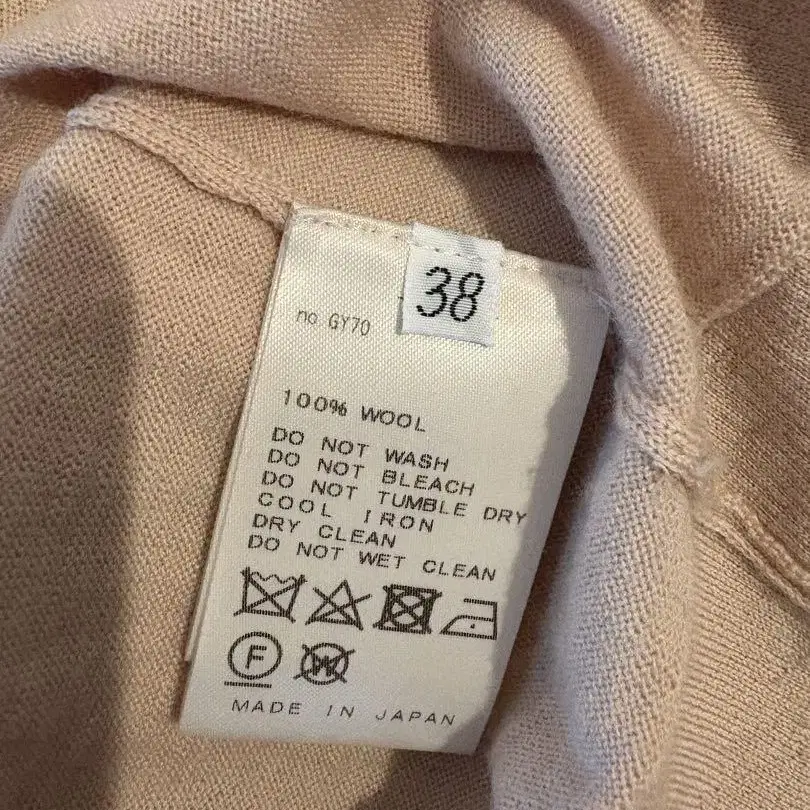 38
no GY70
100% WOOL
DO NOT WASH
DO NOT BLEACH
DO NOT TUMBLE DRY
COOL IRON
DRY CLEAN
DO NOT WET CLEAN
F W
MADE IN JAPAN